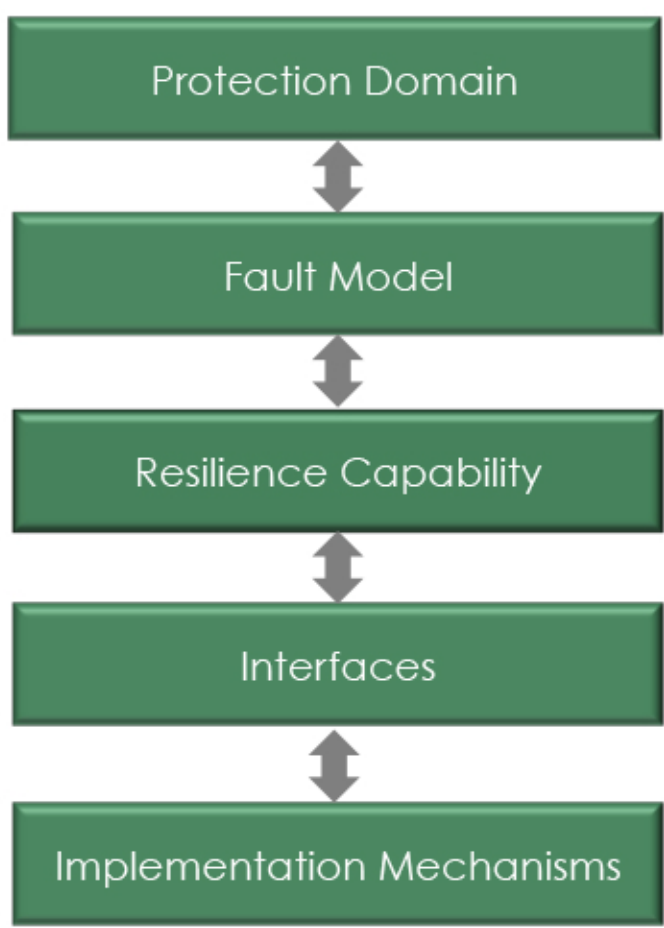 Protection Domain
Fault Model
Resilience Capability
Interfaces
Implementation Mechanisms